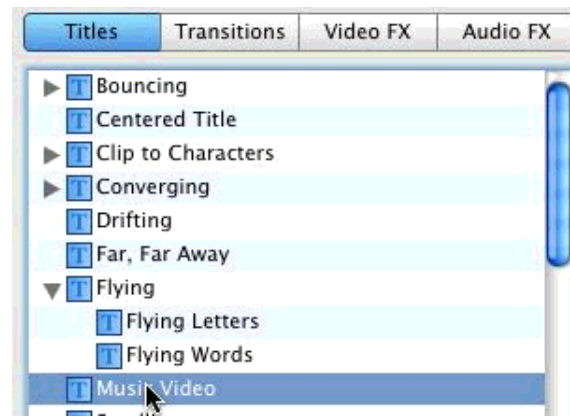 Titles Transitions Video FX Audio FX
Bouncing
Centered Title
Clip to Characters
Converging
Drifting
Far, Far Away
Flying
Flying Letters
Flying Words
Music Video